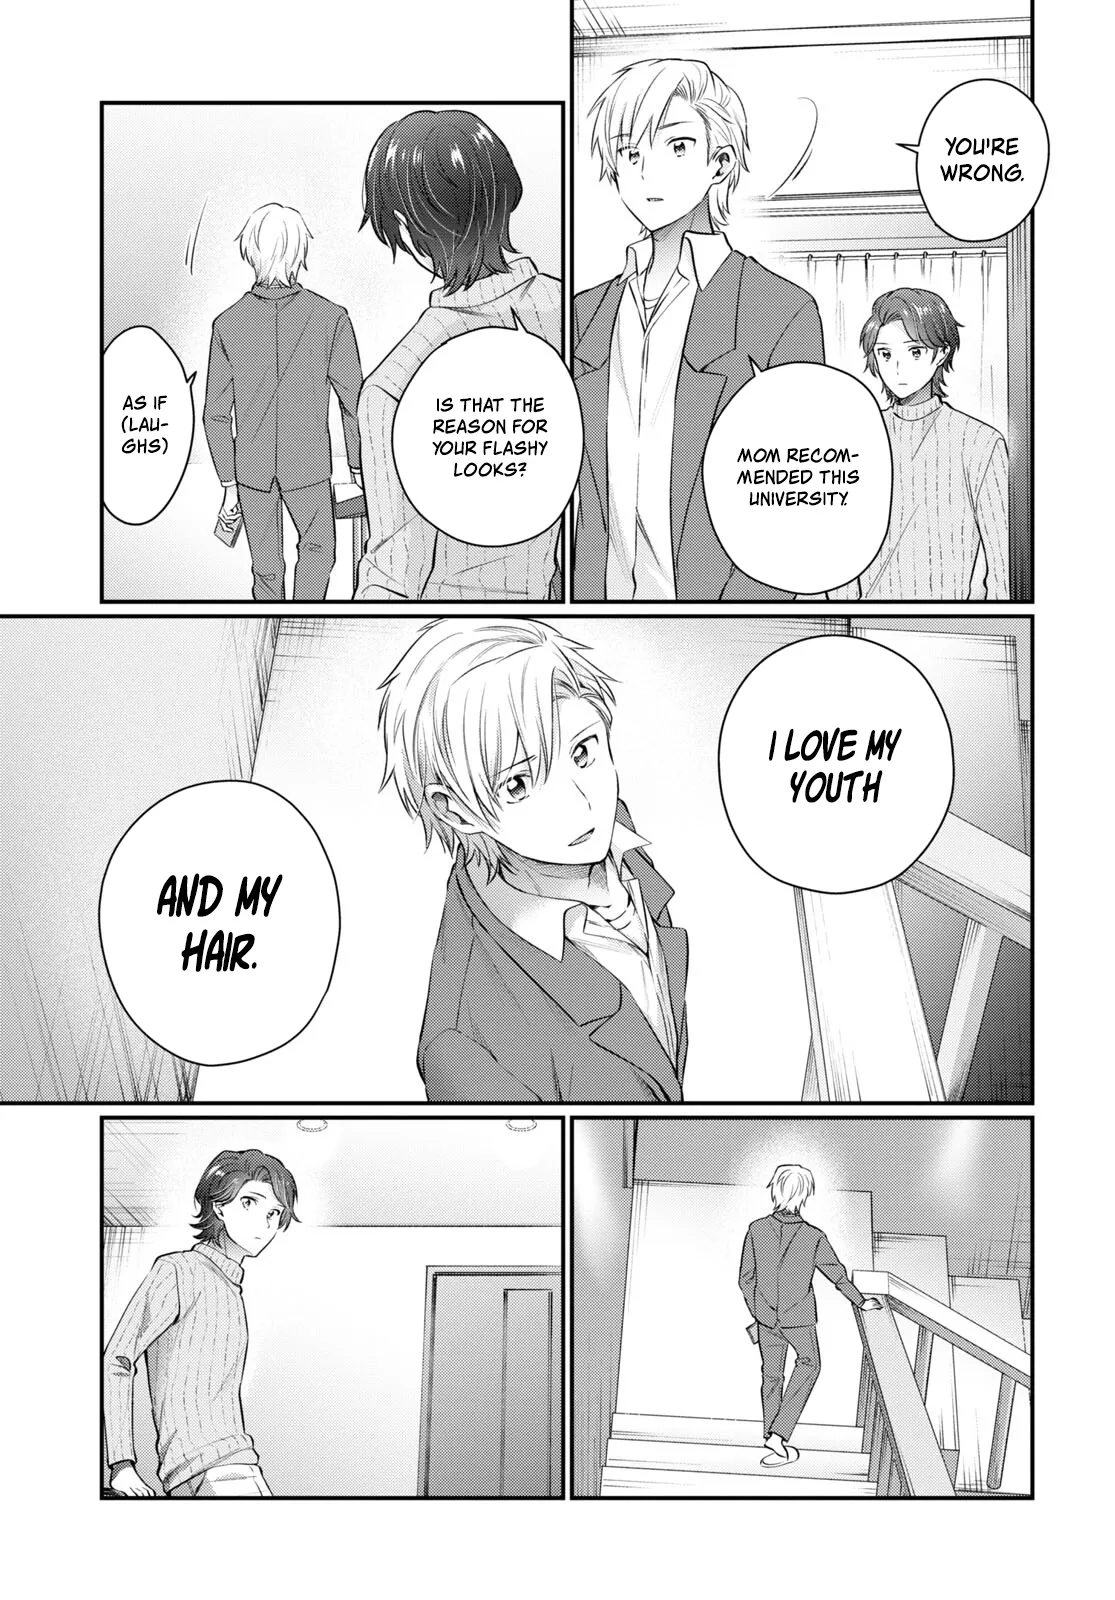 YOU'RE
WRONG.
MOM RECOM-
MENDED THIS
UNIVERSITY.
IS THAT THE
REASON FOR
YOUR FLASHY
LOOKS?
AS IF
(LAU-
GHS)
I LOVE MY
YOUTH
AND MY
HAIR.